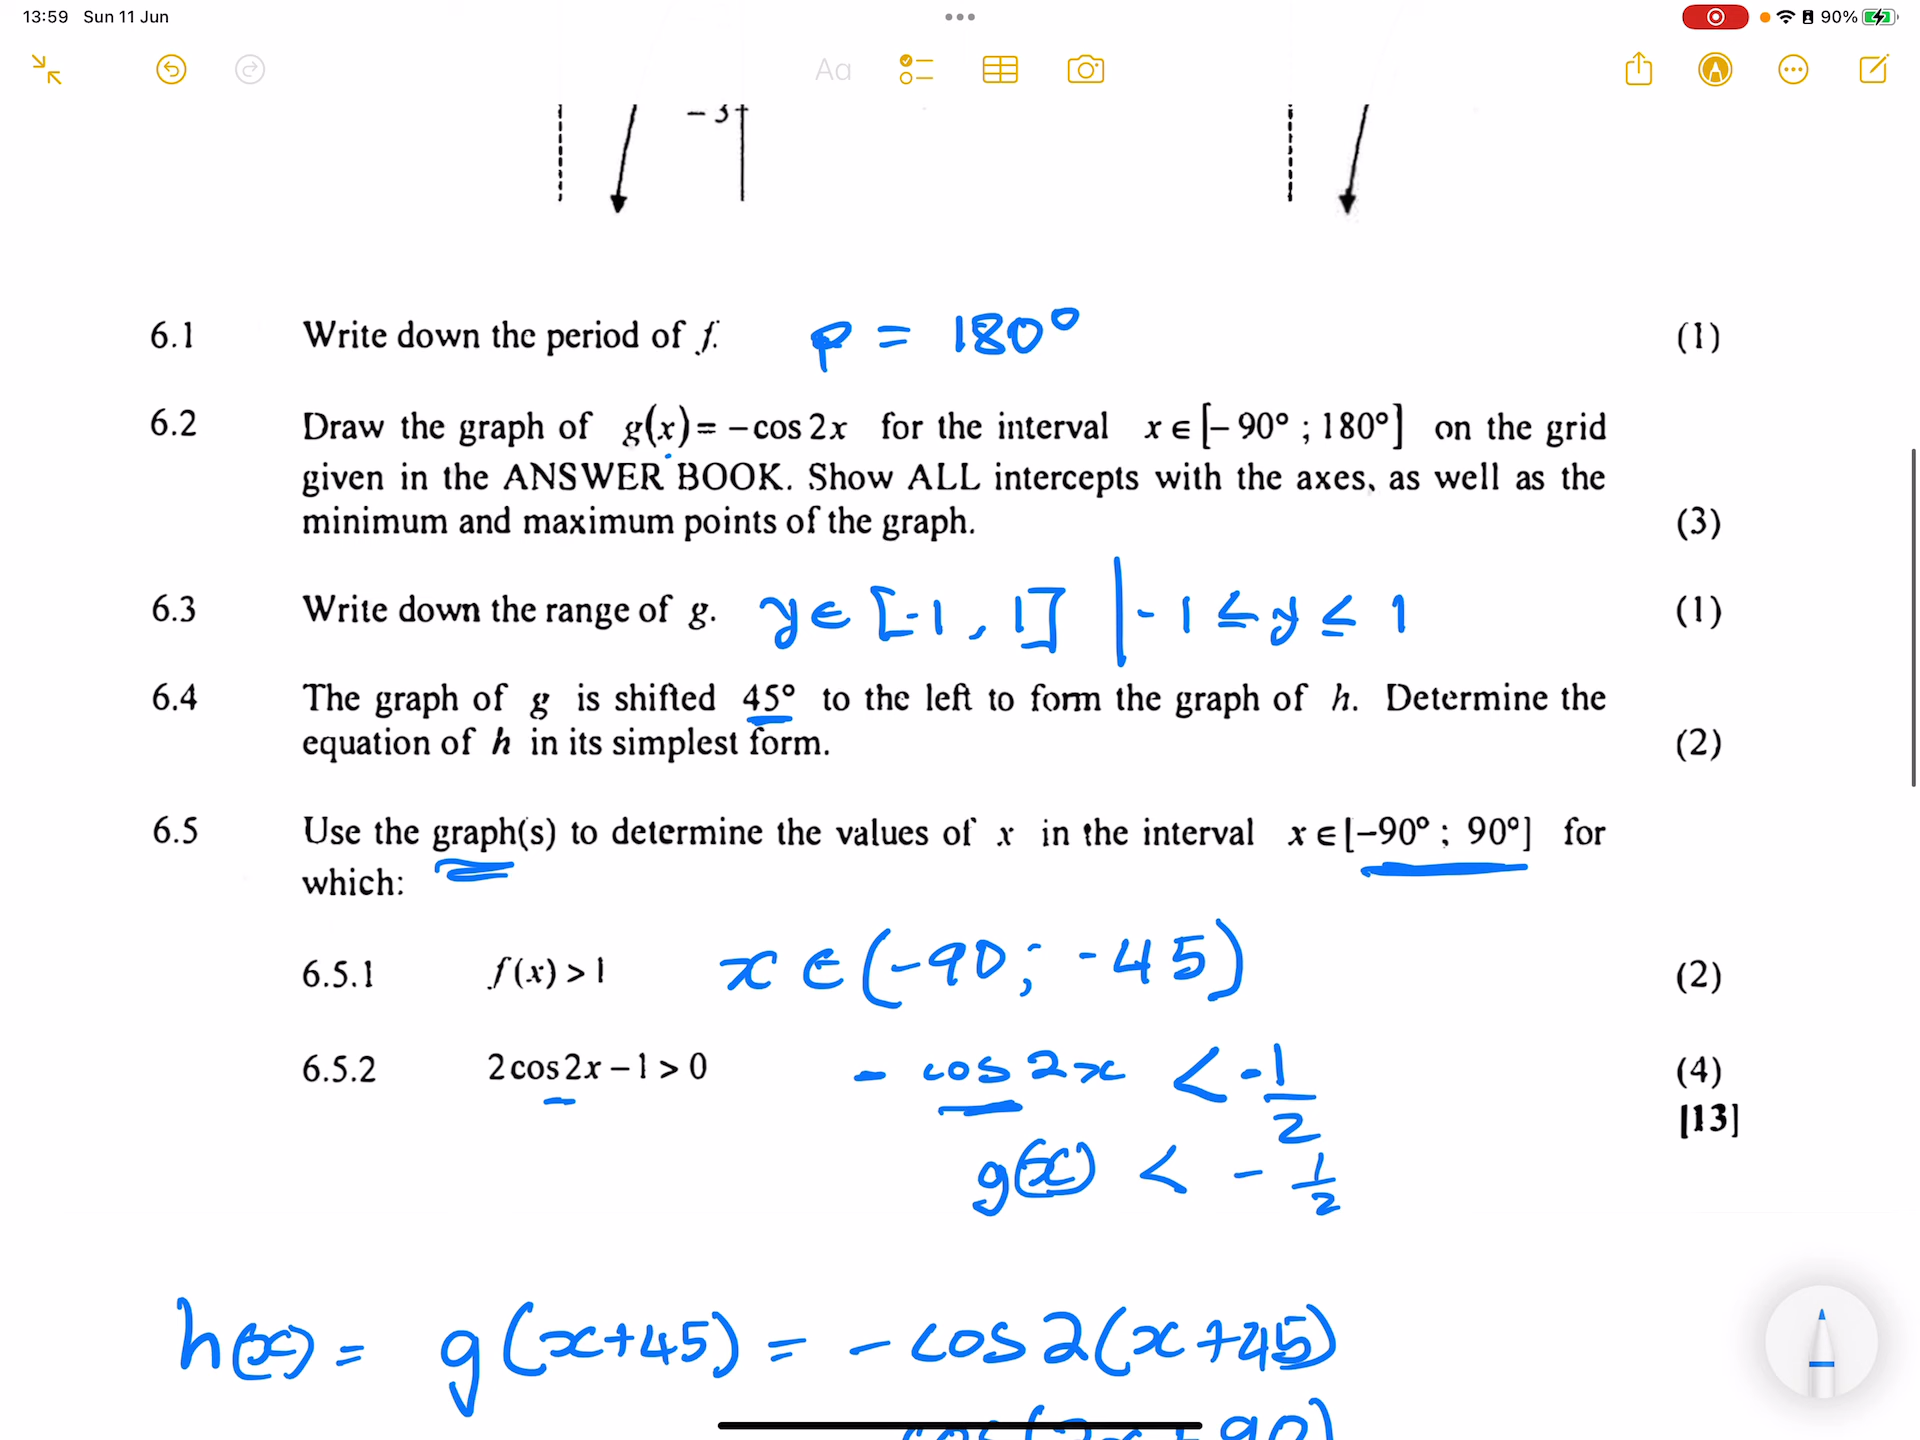 13:59 Sun 11 Jun
90%
Aa
– 3
6.1 Write down the period of f. p = 180° (1)
6.2 Draw the graph of g(x) = – cos 2x for the interval x ∈ [– 90° ; 180°] on the grid
given in the ANSWER BOOK. Show ALL intercepts with the axes, as well as the
minimum and maximum points of the graph. (3)
6.3 Write down the range of g. y ∈ [-1 , 1] | -1 ≤ y ≤ 1 (1)
6.4 The graph of g is shifted 45° to the left to form the graph of h. Determine the
equation of h in its simplest form. (2)
6.5 Use the graph(s) to determine the values of x in the interval x ∈ [–90° ; 90°] for
which:
6.5.1 f(x) > 1 x ∈ (-90 ; -45) (2)
6.5.2 2 cos 2x – 1 > 0 - cos 2x < -1/2 (4)
[13]
g(x) < - 1/2
h(x) = g(x+45) = - cos 2(x+45)
cos(2x + 90)